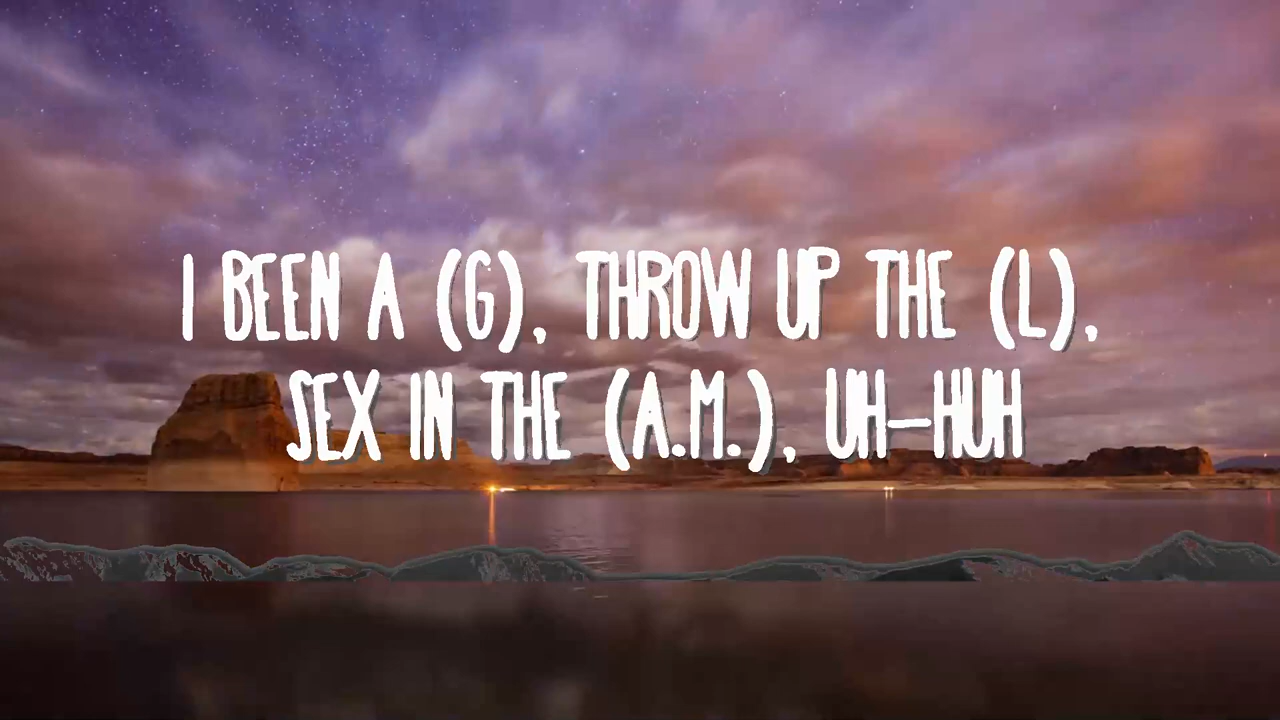 I BEEN A (G), THROW UP THE (L),
SEX IN THE (A.M.), UH-HUH